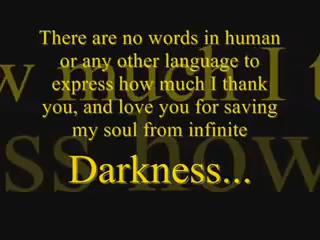 There are no words in human
or any other language to
express how much I thank
you, and love you for saving
my soul from infinite
Darkness...